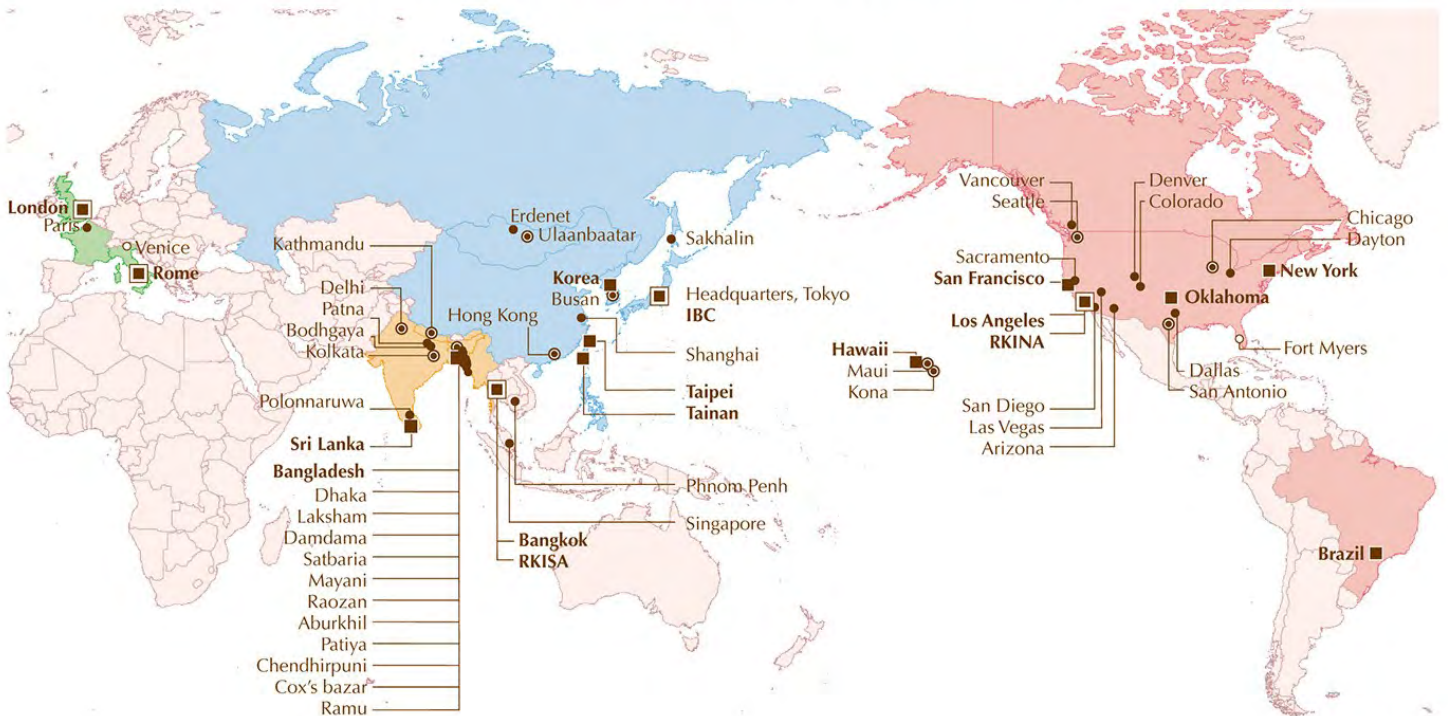 London
Paris
Venice
Rome
Kathmandu
Delhi
Patna
Bodhgaya
Kolkata
Polonnaruwa
Sri Lanka
Bangladesh
Dhaka
Laksham
Damdama
Satbaria
Mayani
Raozan
Aburkhil
Patiya
Chendhirpuni
Cox's bazar
Ramu
Erdenet
Ulaanbaatar
Sakhalin
Korea
Busan
Headquarters, Tokyo
IBC
Hong Kong
Shanghai
Taipei
Tainan
Phnom Penh
Singapore
Bangkok
RKISA
Hawaii
Maui
Kona
Vancouver
Seattle
Sacramento
San Francisco
Los Angeles
RKINA
San Diego
Las Vegas
Arizona
Denver
Colorado
Chicago
Dayton
New York
Oklahoma
Fort Myers
Dallas
San Antonio
Brazil